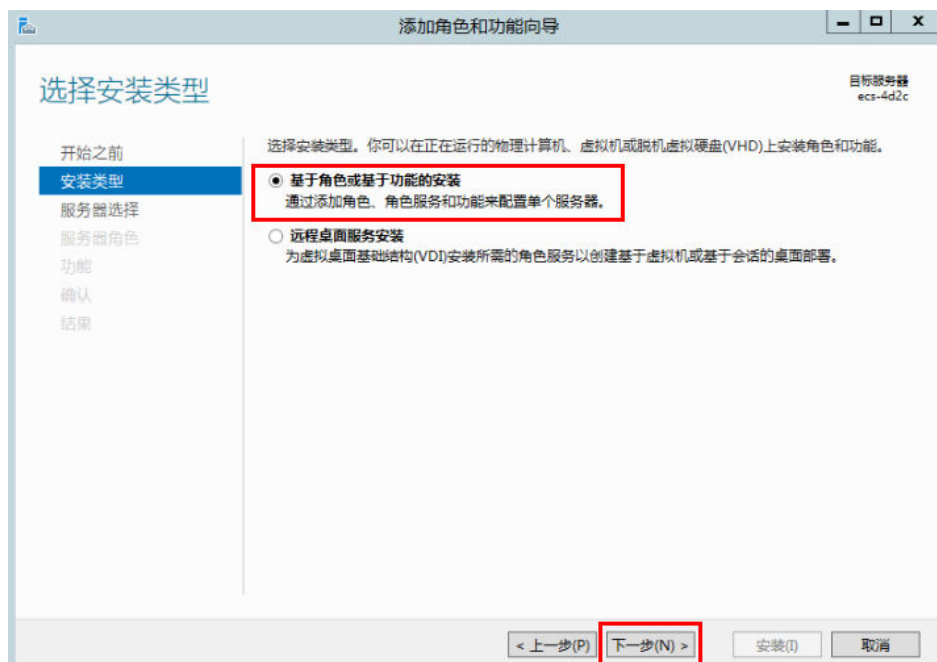 添加角色和功能向导
选择安装类型
目标服务器
ecs-4d2c
开始之前
安装类型
服务器选择
服务器角色
功能
确认
结果
选择安装类型。你可以在正在运行的物理计算机、虚拟机或脱机虚拟硬盘(VHD)上安装角色和功能。
基于角色或基于功能的安装
通过添加角色、角色服务和功能来配置单个服务器。
远程桌面服务安装
为虚拟桌面基础结构(VDI)安装所需的角色服务以创建基于虚拟机或基于会话的桌面部署。
< 上一步(P) 下一步(N) > 安装(I) 取消